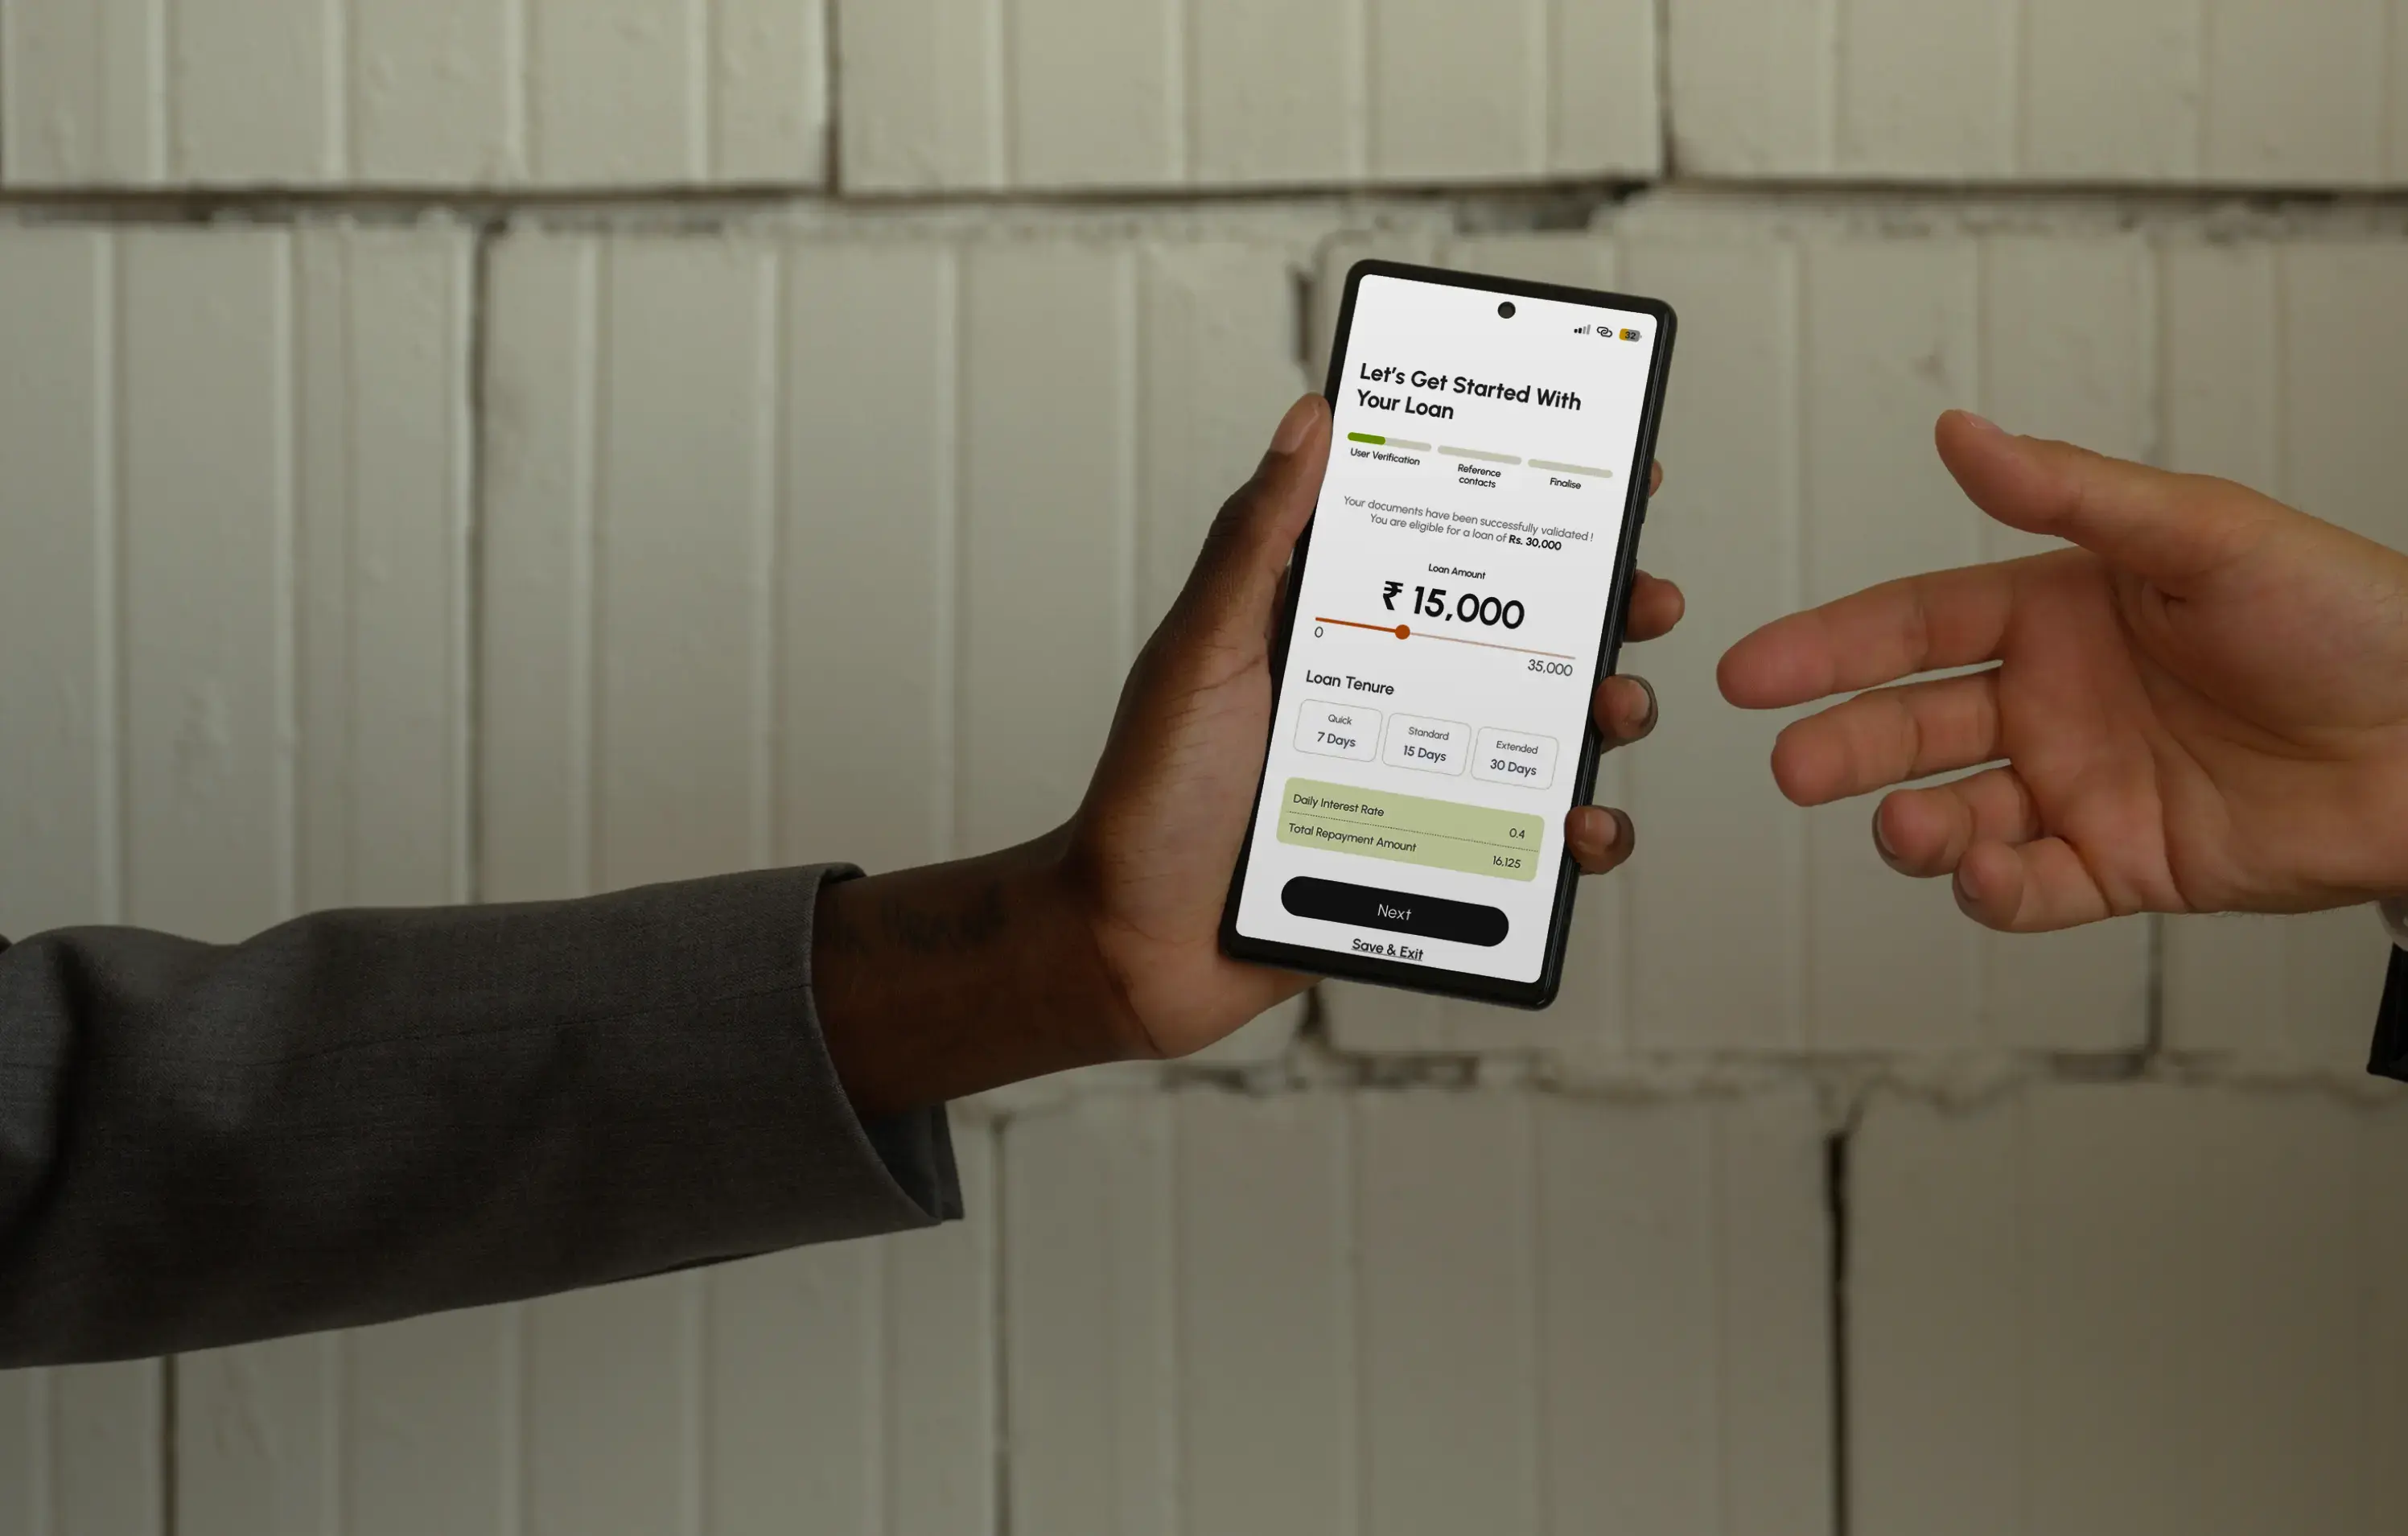 32
Let's Get Started With
Your Loan
User Verification
Reference
contacts
Finalise
Your documents have been successfully validated !
You are eligible for a loan of Rs. 30,000
Loan Amount
₹ 15,000
0
35,000
Loan Tenure
Quick
7 Days
Standard
15 Days
Extended
30 Days
Daily Interest Rate 0.4
Total Repayment Amount 16,125
Next
Save & Exit